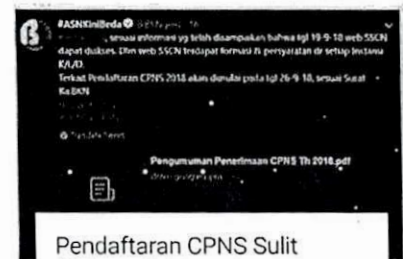 #ASNKiniBeda
sesuai informasi yg telah disampaikan bahwa tgl 19-9-18 web SSCN
dapat diakses. Dlm web SSCN terdapat formasi & persyaratan dr setiap Instansi
K/L/D.
Terkait Pendaftaran CPNS 2018 akan dimulai pada tgl 26-9-18, sesuai Surat
Ka BKN
Translate Tweet
Pengumuman Penerimaan CPNS Th 2018.pdf
Pendaftaran CPNS Sulit